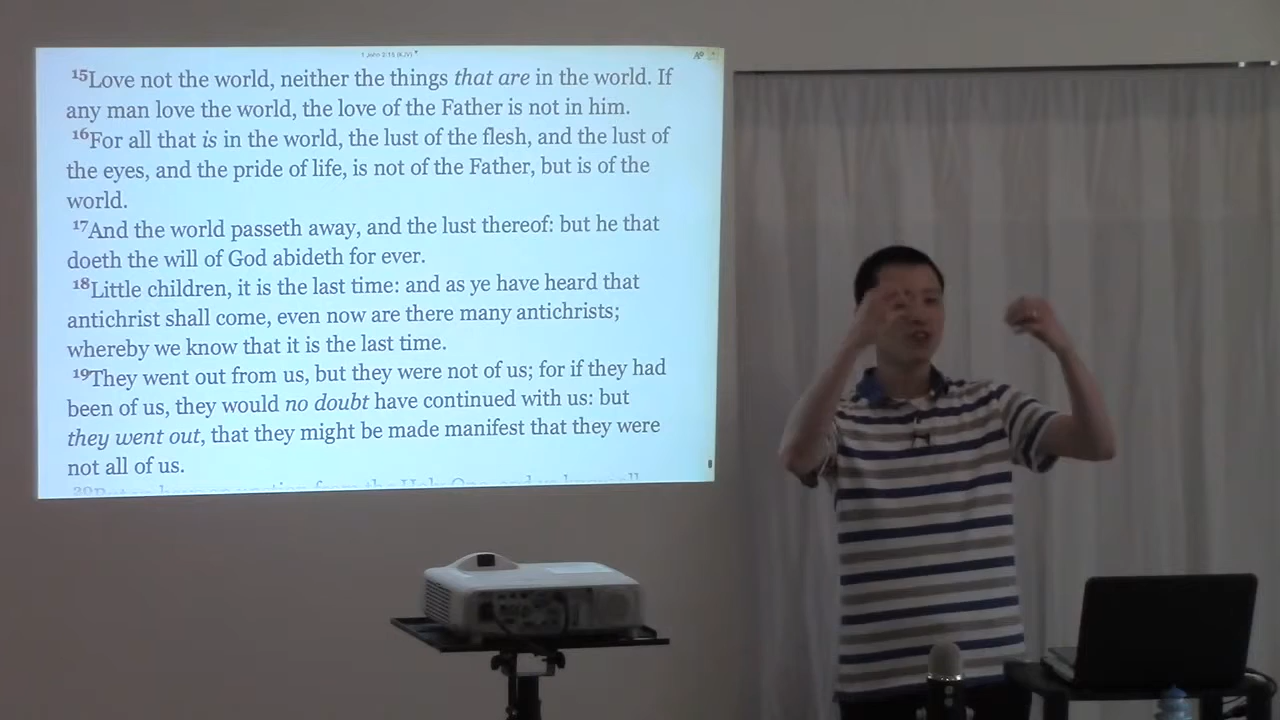 1 John 2:15 (KJV)
15Love not the world, neither the things that are in the world. If
any man love the world, the love of the Father is not in him.
16For all that is in the world, the lust of the flesh, and the lust of
the eyes, and the pride of life, is not of the Father, but is of the
world.
17And the world passeth away, and the lust thereof: but he that
doeth the will of God abideth for ever.
18Little children, it is the last time: and as ye have heard that
antichrist shall come, even now are there many antichrists;
whereby we know that it is the last time.
19They went out from us, but they were not of us; for if they had
been of us, they would no doubt have continued with us: but
they went out, that they might be made manifest that they were
not all of us.